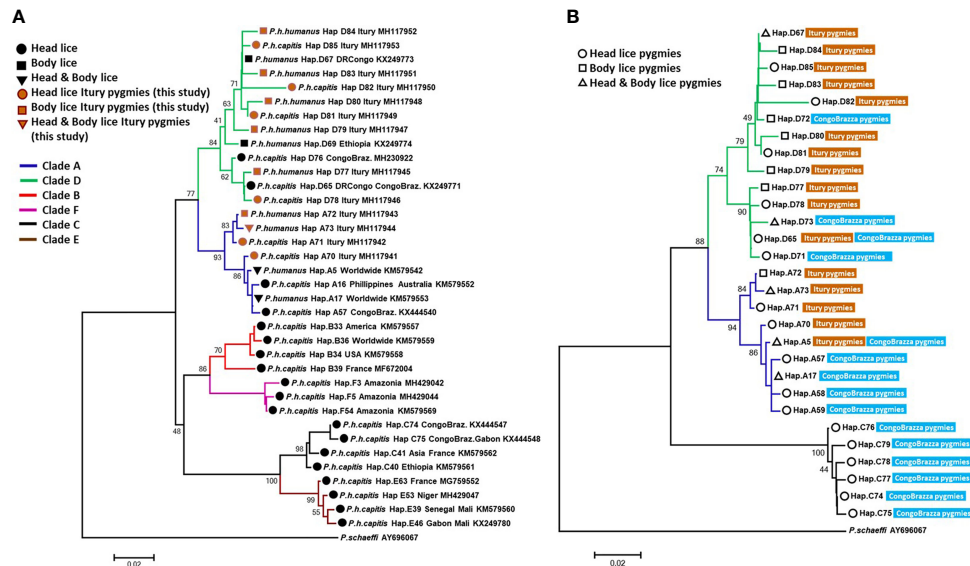 A
Head lice
Body lice
Head & Body lice
Head lice Itury pygmies (this study)
Body lice Itury pygmies (this study)
Head & Body lice Itury pygmies
(this study)
Clade A
Clade D
Clade B
Clade F
Clade C
Clade E
P.h.humanus Hap D84 Itury MH117952
P.h.capitis Hap D85 Itury MH117953
P.humanus Hap.D67 DRCongo KX249773
P.h.humanus Hap D83 Itury MH117951
P.h.capitis Hap D82 Itury MH117950
P.h.humanus Hap D80 Itury MH117948
P.h.capitis Hap D81 Itury MH117949
P.h.humanus Hap D79 Itury MH117947
P.h.humanus Hap.D69 Ethiopia KX249774
P.h.capitis Hap D76 CongoBraz. MH230922
P.h.humanus Hap D77 Itury MH117945
P.h.capitis Hap.D65 DRCongo CongoBraz. KX249771
P.h.capitis Hap D78 Itury MH117946
P.h.humanus Hap A72 Itury MH117943
P.humanus Hap A73 Itury MH117944
P.h.capitis Hap A71 Itury MH117942
P.h.capitis Hap A70 Itury MH117941
P.humanus Hap.A5 Worldwide KM579542
P.h.capitis Hap A16 Phillippines Australia KM579552
P.humanus Hap.A17 Worldwide KM579553
P.h.capitis Hap A57 CongoBraz. KX444540
P.h.capitis Hap.B33 America KM579557
P.h.capitis Hap B36 Worldwide KM579559
P.h.capitis Hap B34 USA KM579558
P.h.capitis Hap B39 France MF672004
P.h.capitis Hap.F3 Amazonia MH429042
P.h.capitis Hap.F5 Amazonia MH429044
P.h.capitis Hap F54 Amazonia KM579569
P.h.capitis Hap.C74 CongoBraz. KX444547
P.h.capitis Hap C75 CongoBraz.Gabon KX444548
P.h.capitis Hap.C41 Asia France KM579562
P.h.capitis Hap.C40 Ethiopia KM579561
P.h.capitis Hap.E63 France MG759552
P.h.capitis Hap E53 Niger MH429047
P.h.capitis Hap.E39 Senegal Mali KM579560
P.h.capitis Hap.E46 Gabon Mali KX249780
P.schaeffi AY696067
71
63
41
84
62
77
83
93
86
70
86
48
98
100
99
55
0.02
B
Head lice pygmies
Body lice pygmies
Head & Body lice pygmies
Hap.D67 Itury pygmies
Hap.D84 Itury pygmies
Hap.D85 Itury pygmies
Hap.D83 Itury pygmies
Hap.D82 Itury pygmies
Hap.D72 CongoBrazza pygmies
Hap.D80 Itury pygmies
Hap.D81 Itury pygmies
Hap.D79 Itury pygmies
Hap.D77 Itury pygmies
Hap.D78 Itury pygmies
Hap.D73 CongoBrazza pygmies
Hap.D65 Itury pygmies CongoBrazza pygmies
Hap.D71 CongoBrazza pygmies
Hap.A72 Itury pygmies
Hap.A73 Itury pygmies
Hap.A71 Itury pygmies
Hap.A70 Itury pygmies
Hap.A5 Itury pygmies CongoBrazza pygmies
Hap.A57 CongoBrazza pygmies
Hap.A17 CongoBrazza pygmies
Hap.A58 CongoBrazza pygmies
Hap.A59 CongoBrazza pygmies
Hap.C76 CongoBrazza pygmies
Hap.C79 CongoBrazza pygmies
Hap.C78 CongoBrazza pygmies
Hap.C77 CongoBrazza pygmies
Hap.C74 CongoBrazza pygmies
Hap.C75 CongoBrazza pygmies
P.schaeffi AY696067
49
79
74
90
88
84
94
86
100
44
0.02